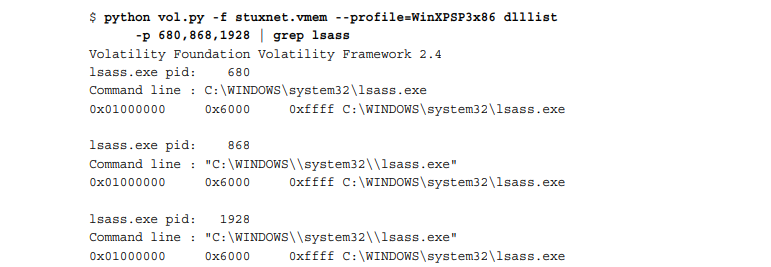 $ python vol.py -f stuxnet.vmem --profile=WinXPSP3x86 dlllist
-p 680,868,1928 | grep lsass
Volatility Foundation Volatility Framework 2.4
lsass.exe pid:    680
Command line : C:\WINDOWS\system32\lsass.exe
0x01000000     0x6000     0xffff C:\WINDOWS\system32\lsass.exe
lsass.exe pid:    868
Command line : "C:\WINDOWS\\system32\\lsass.exe"
0x01000000     0x6000     0xffff C:\WINDOWS\system32\lsass.exe
lsass.exe pid:   1928
Command line : "C:\WINDOWS\\system32\\lsass.exe"
0x01000000     0x6000     0xffff C:\WINDOWS\system32\lsass.exe